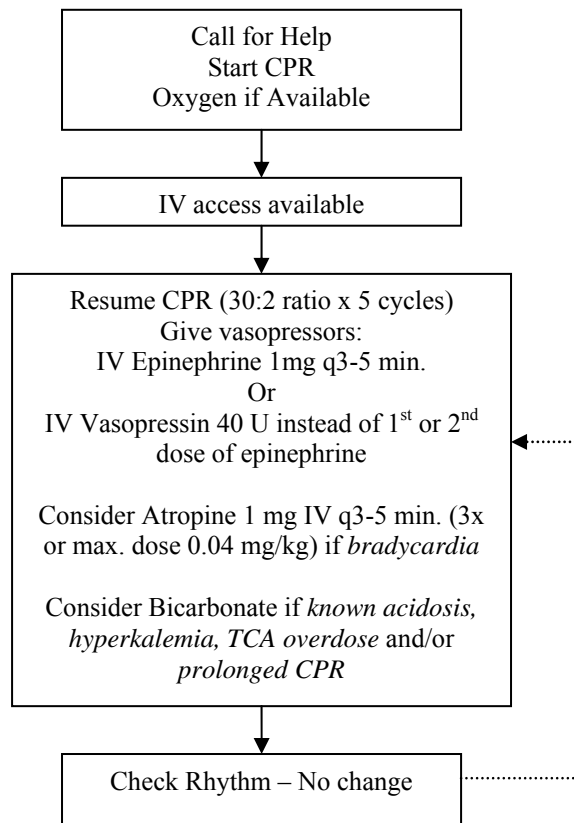 Call for Help
Start CPR
Oxygen if Available
IV access available
Resume CPR (30:2 ratio x 5 cycles)
Give vasopressors:
IV Epinephrine 1mg q3-5 min.
Or
IV Vasopressin 40 U instead of 1st or 2nd
dose of epinephrine
Consider Atropine 1 mg IV q3-5 min. (3x
or max. dose 0.04 mg/kg) if bradycardia
Consider Bicarbonate if known acidosis,
hyperkalemia, TCA overdose and/or
prolonged CPR
Check Rhythm – No change